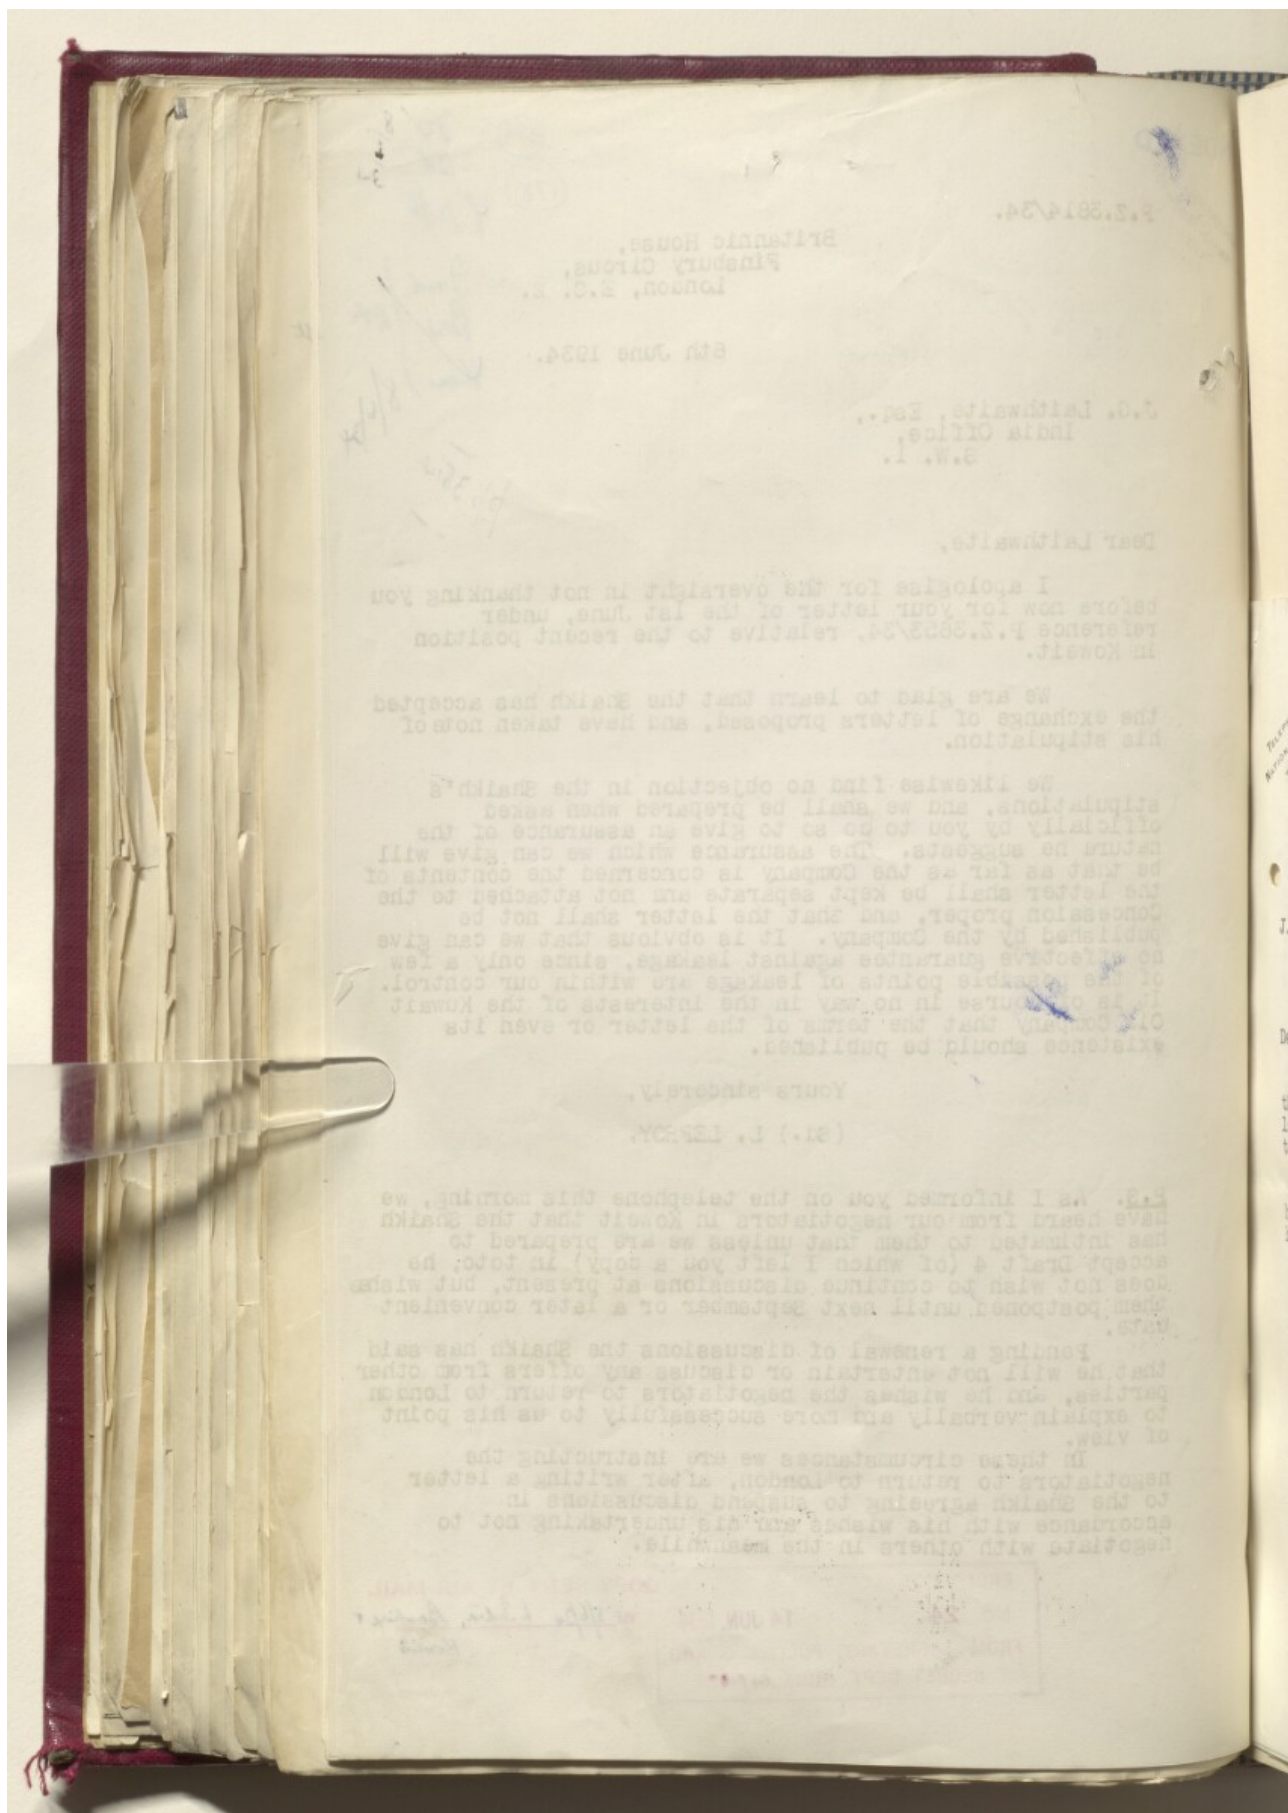 P.Z.3814/34.
Britannic House,
Finsbury Circus,
London, E.C. 2.
6th June 1934.
J.G. Laithwaite, Esq.,
India Office,
S.W. 1.
Dear Laithwaite,
I apologise for the oversight in not thanking you
before now for your letter of the 1st June, under
reference P.Z.3653/34, relative to the recent position
in Koweit.
We are glad to learn that the Shaikh has accepted
the exchange of letters proposed, and have taken note of
his stipulation.
We likewise find no objection in the Shaikh's
stipulations, and we shall be prepared when asked
officially by you to do so to give an assurance of the
nature he suggests. The assurance which we can give will
be that as far as the Company is concerned the contents of
the letter shall be kept separate and not attached to the
Concession proper, and that the letter shall not be
published by the Company. It is obvious that we can give
no effective guarantee against leakage, since only a few
of the possible points of leakage are within our control.
It is of course in no way in the interests of the Kuwait
Oil Company that the terms of the letter or even its
existence should be published.
Yours sincerely,
L. LEFROY.
P.S. As I informed you on the telephone this morning, we
have heard from our negotiators in Koweit that the Shaikh
has intimated to them that unless we are prepared to
accept Draft 4 (of which I left you a copy) in toto, he
does not wish to continue discussions at present, but wishes
them postponed until next September or a later convenient
date.
Pending a renewal of discussions the Shaikh has said
that he will not entertain or discuss any offers from other
parties, and he wishes the negotiators to return to London
to explain verbally and more successfully to us his point
of view.
In these circumstances we are instructing the
negotiators to return to London, after writing a letter
to the Shaikh agreeing to suspend discussions in
accordance with his wishes and his undertaking not to
negotiate with others in the meanwhile.
14 JUN